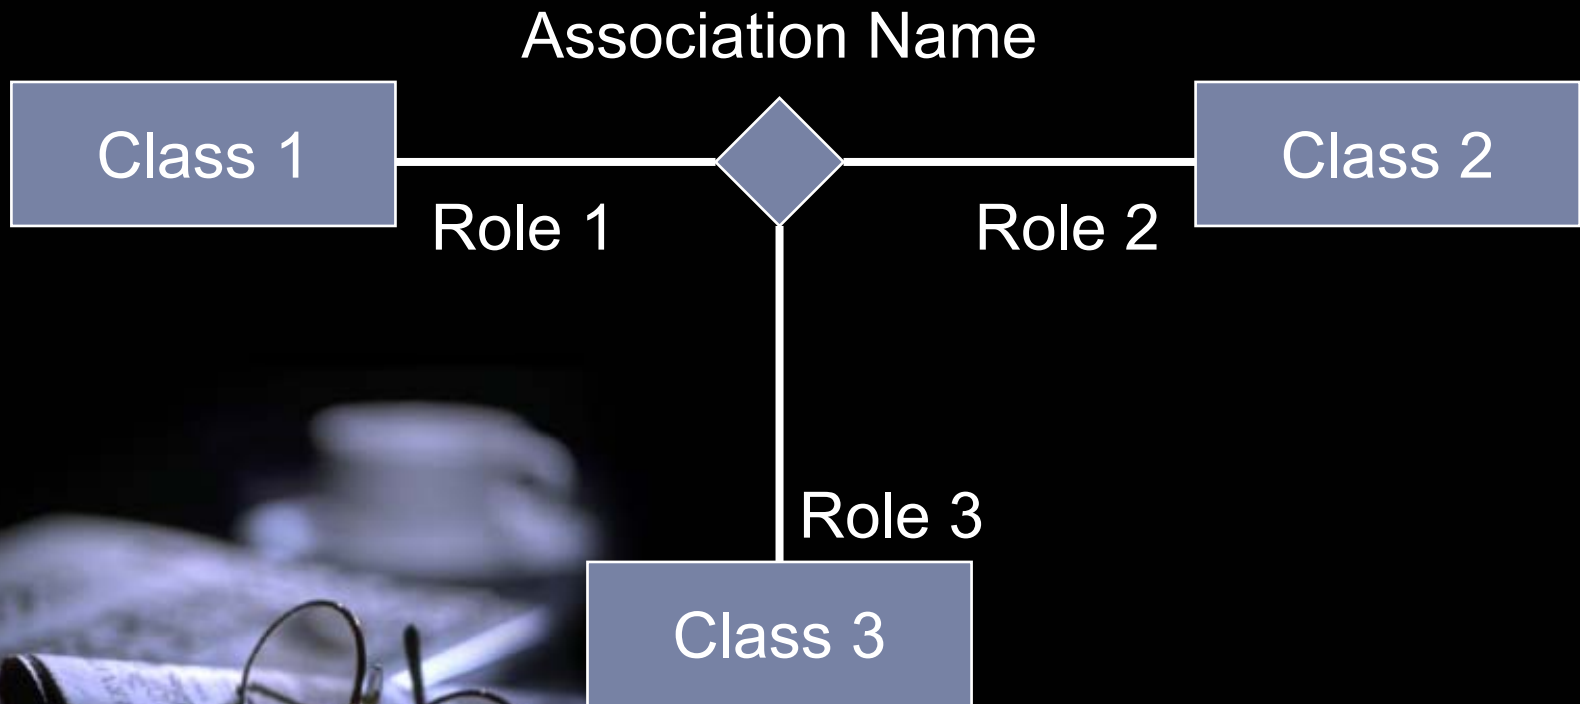 Association Name
Class 1
Class 2
Role 1
Role 2
Role 3
Class 3